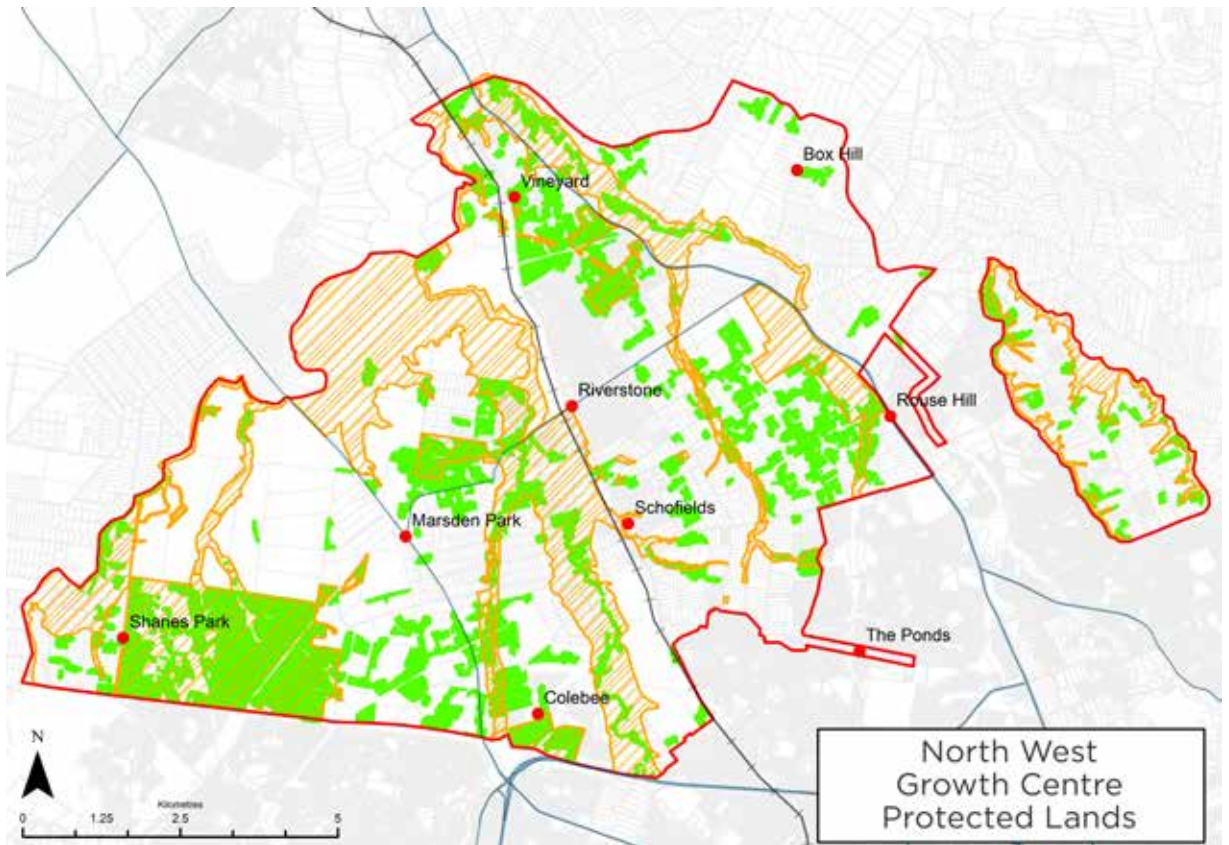 Box Hill
Vineyard
Riverstone
Rouse Hill
Schofields
Marsden Park
Shanes Park
The Ponds
Colebee
N
Kilometres
0 1.25 2.5 5
North West
Growth Centre
Protected Lands